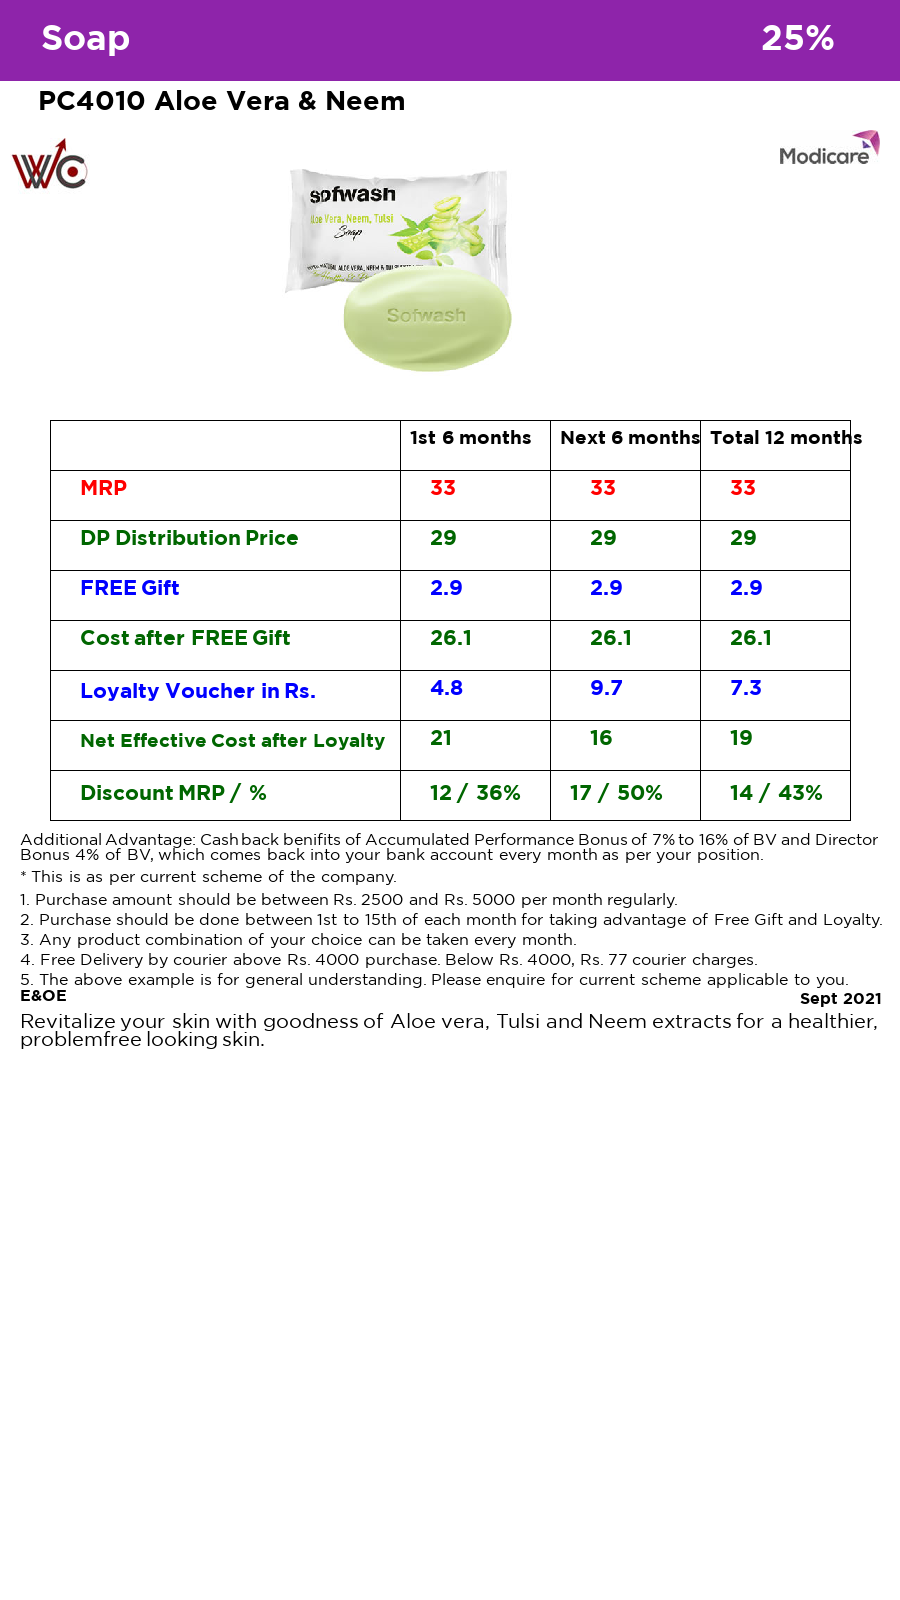 Soap 25%
PC4010 Aloe Vera & Neem
WC
Modicare
sofwash
Aloe Vera, Neem, Tulsi
Soap
Sofwash
1st 6 months Next 6 months Total 12 months
MRP 33 33 33
DP Distribution Price 29 29 29
FREE Gift 2.9 2.9 2.9
Cost after FREE Gift 26.1 26.1 26.1
Loyalty Voucher in Rs. 4.8 9.7 7.3
Net Effective Cost after Loyalty 21 16 19
Discount MRP / % 12 / 36% 17 / 50% 14 / 43%
Additional Advantage: Cashback benifits of Accumulated Performance Bonus of 7% to 16% of BV and Director
Bonus 4% of BV, which comes back into your bank account every month as per your position.
* This is as per current scheme of the company.
1. Purchase amount should be between Rs. 2500 and Rs. 5000 per month regularly.
2. Purchase should be done between 1st to 15th of each month for taking advantage of Free Gift and Loyalty.
3. Any product combination of your choice can be taken every month.
4. Free Delivery by courier above Rs. 4000 purchase. Below Rs. 4000, Rs. 77 courier charges.
5. The above example is for general understanding. Please enquire for current scheme applicable to you.
E&OE
Sept 2021
Revitalize your skin with goodness of Aloe vera, Tulsi and Neem extracts for a healthier,
problemfree looking skin.